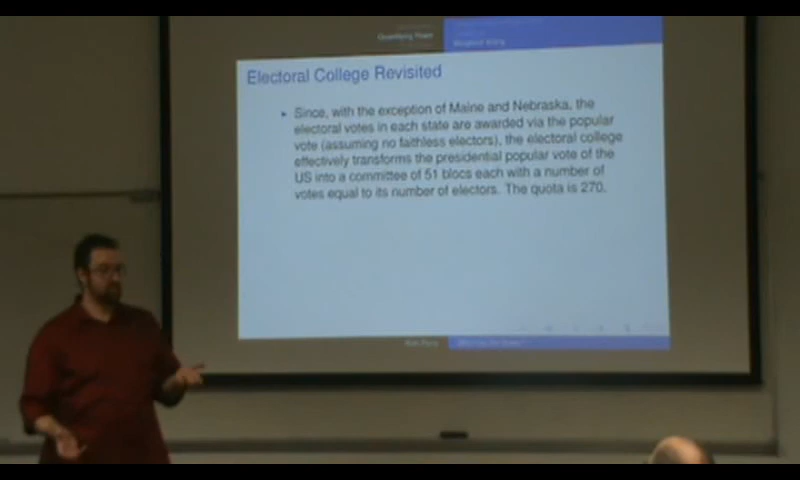 Quantifying Power
Electoral College Revisited
Since, with the exception of Maine and Nebraska, the
electoral votes in each state are awarded via the popular
vote (assuming no faithless electors), the electoral college
effectively transforms the presidential popular vote of the
US into a committee of 51 blocs each with a number of
votes equal to its number of electors. The quota is 270.